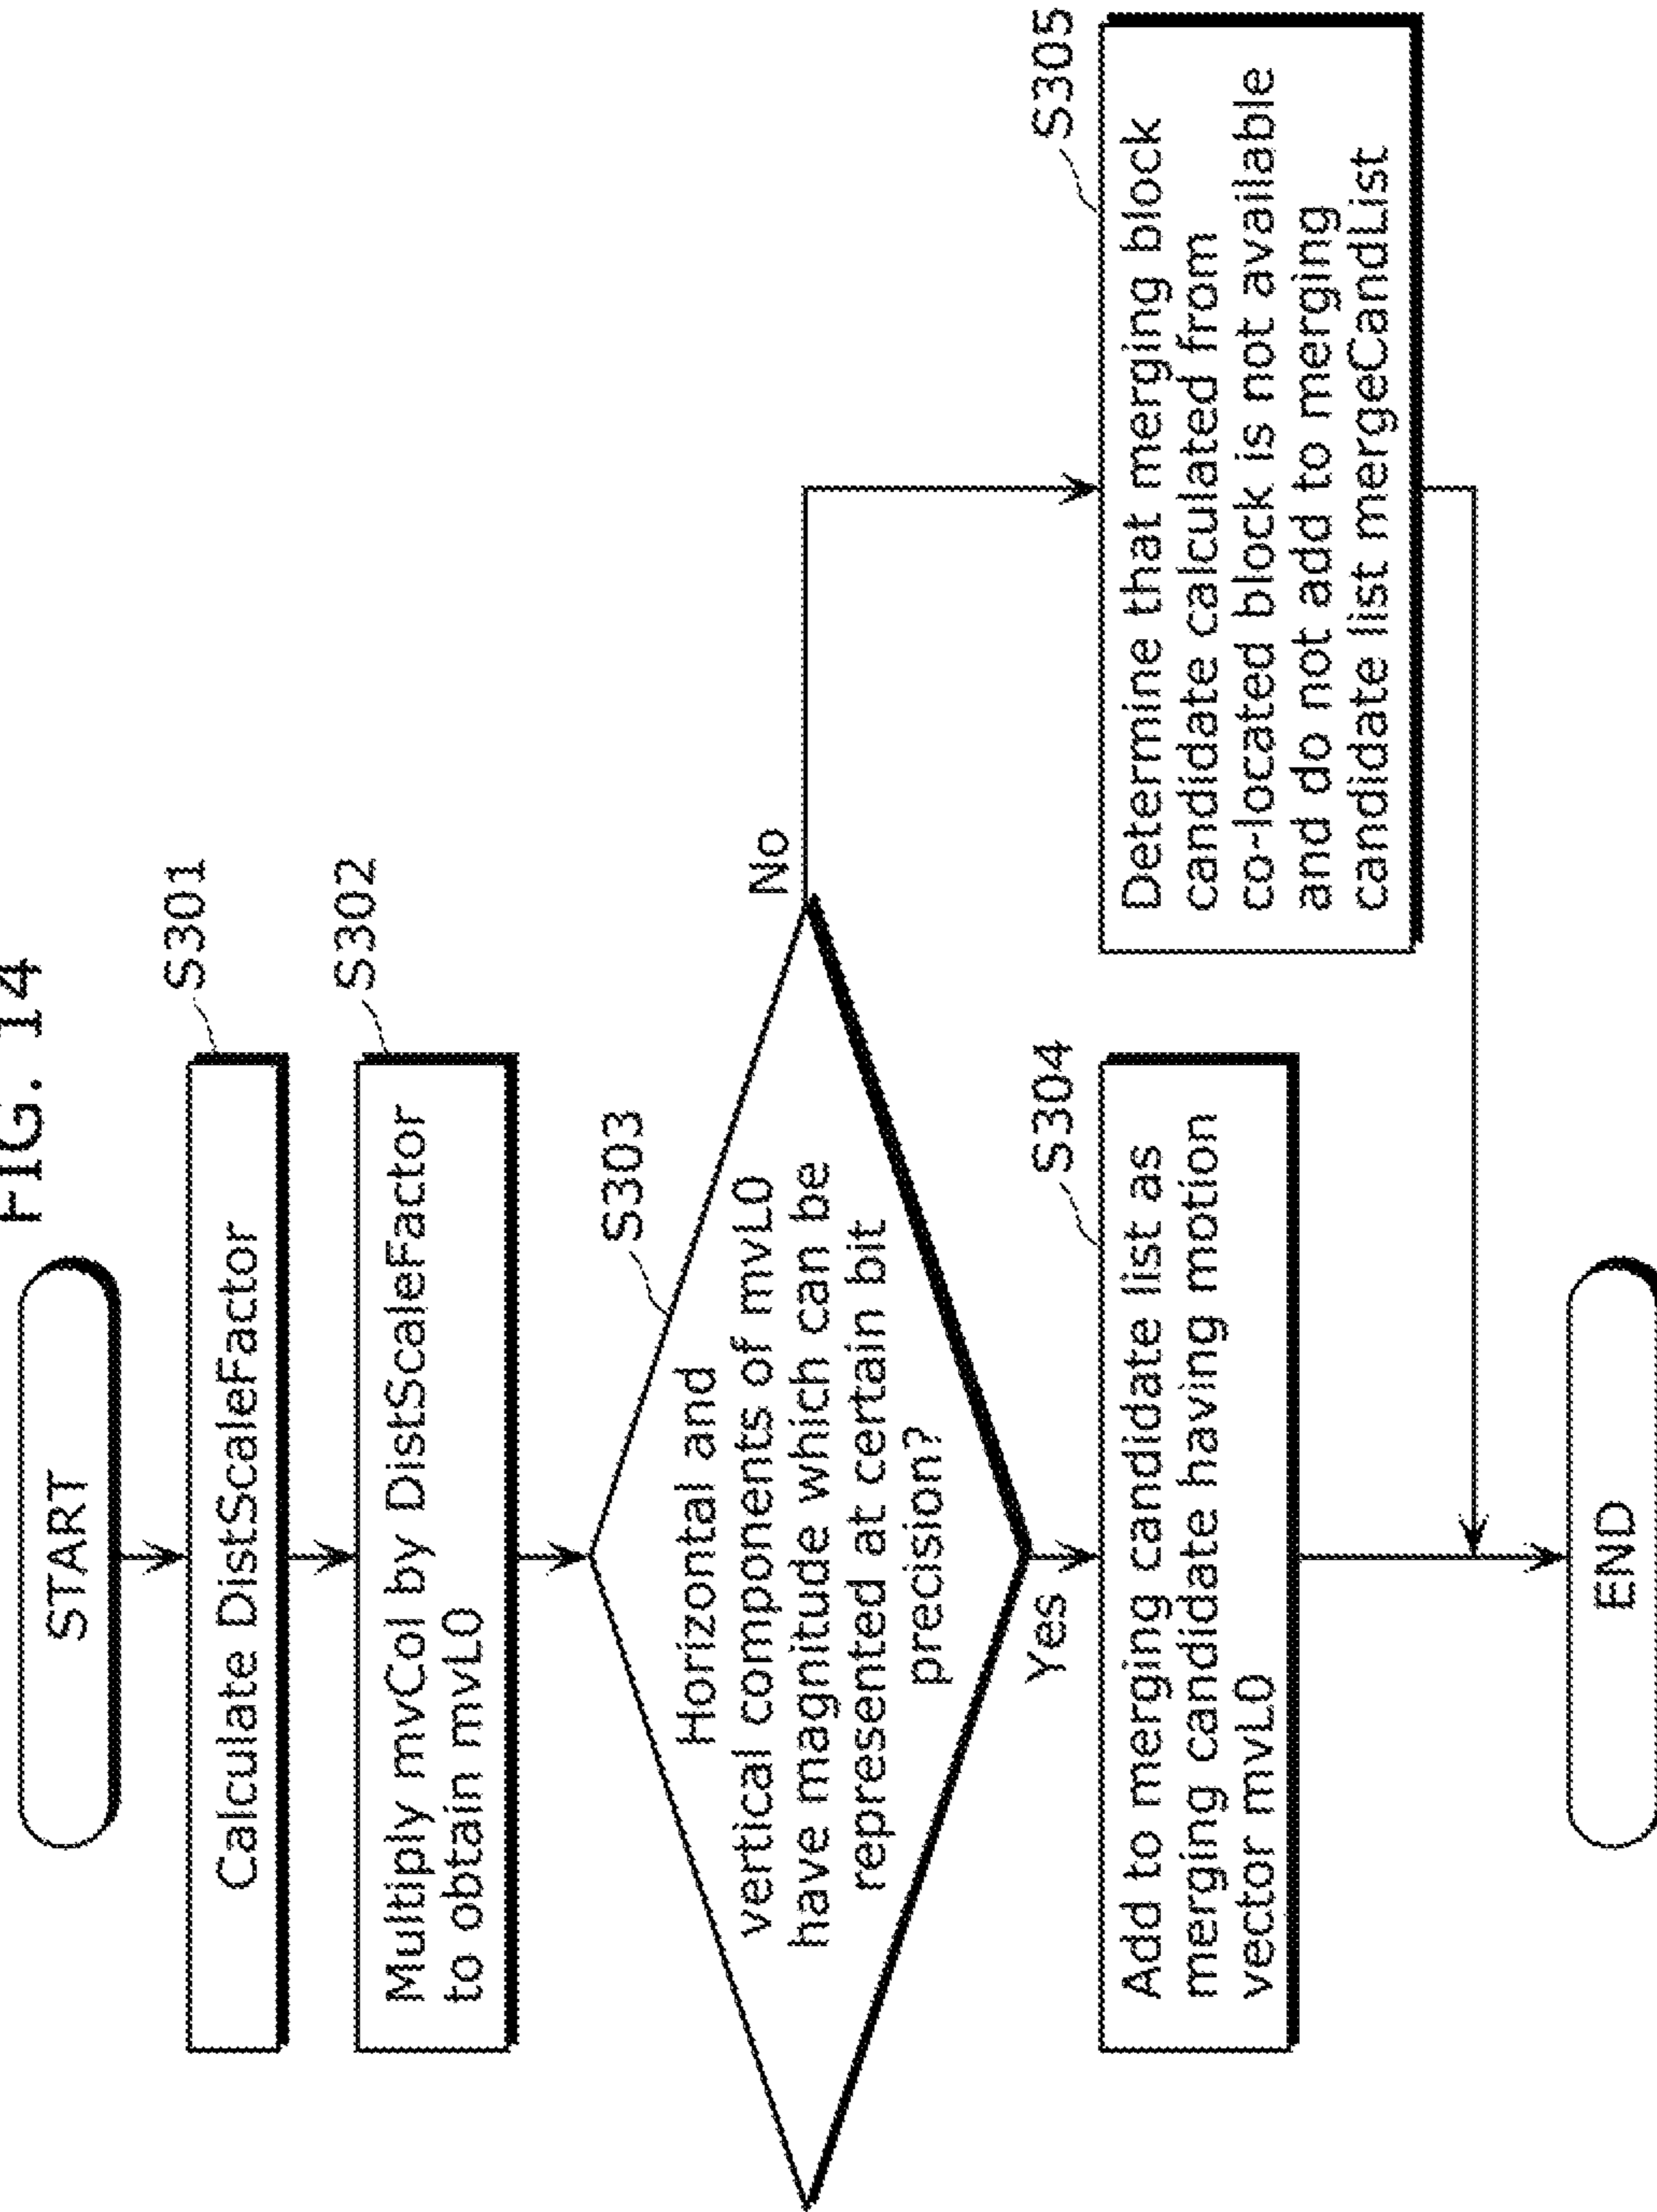 FIG. 14
START
S301
Calculate DistScaleFactor
S302
Multiply mvCol by DistScaleFactor
to obtain mvL0
S303
Horizontal and
vertical components of mvL0
have magnitude which can be
represented at certain bit
precision?
No
Yes
S304
Add to merging candidate list as
merging candidate having motion
vector mvL0
S305
Determine that merging block
candidate calculated from
co-located block is not available
and do not add to merging
candidate list mergeCandList
END